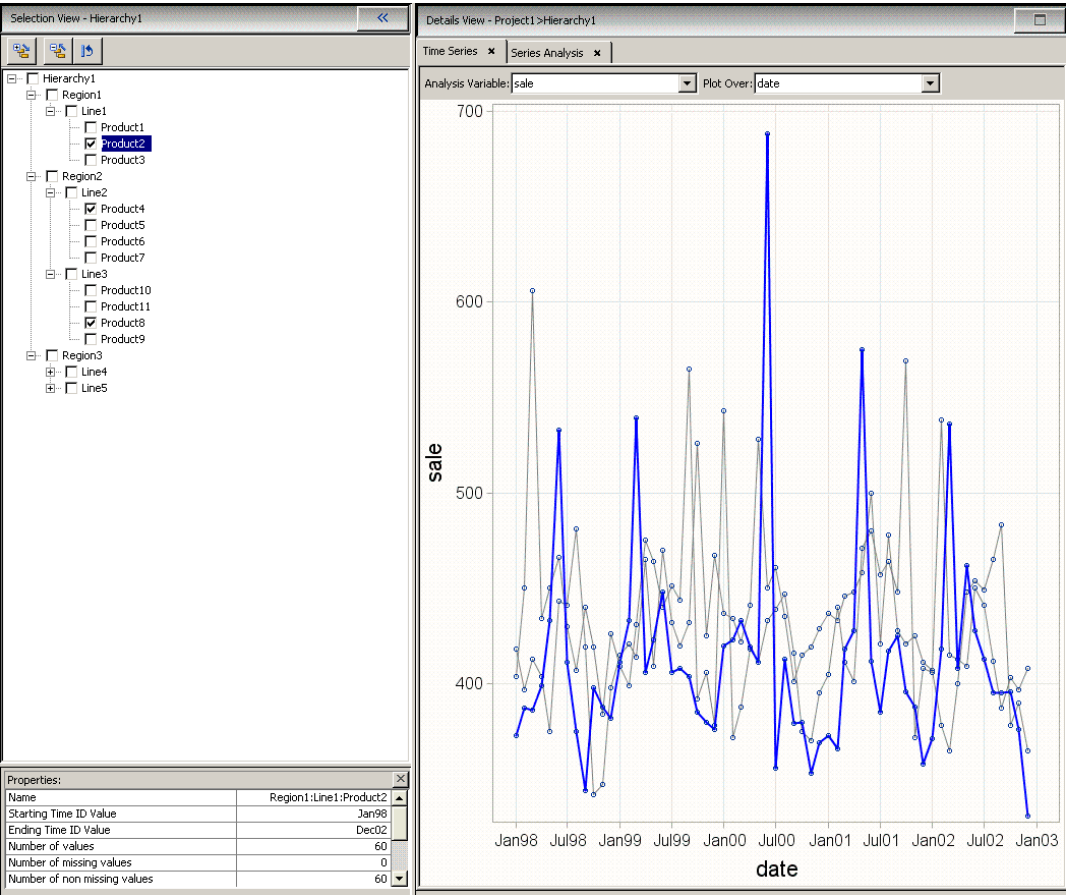 Selection View - Hierarchy1
Hierarchy1
Region1
Line1
Product1
Product2
Product3
Region2
Line2
Product4
Product5
Product6
Product7
Line3
Product10
Product11
Product8
Product9
Region3
Line4
Line5
Properties:
Name Region1:Line1:Product2
Starting Time ID Value Jan98
Ending Time ID Value Dec02
Number of values 60
Number of missing values 0
Number of non missing values 60
Details View - Project1>Hierarchy1
Time Series Series Analysis
Analysis Variable: sale Plot Over: date
700
600
500
400
sale
Jan98 Jul98 Jan99 Jul99 Jan00 Jul00 Jan01 Jul01 Jan02 Jul02 Jan03
date